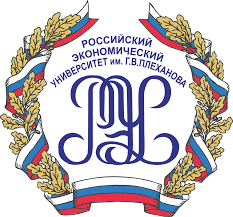 РОССИЙСКИЙ
ЭКОНОМИЧЕСКИЙ
УНИВЕРСИТЕТ ИМ. Г.В.ПЛЕХАНОВА